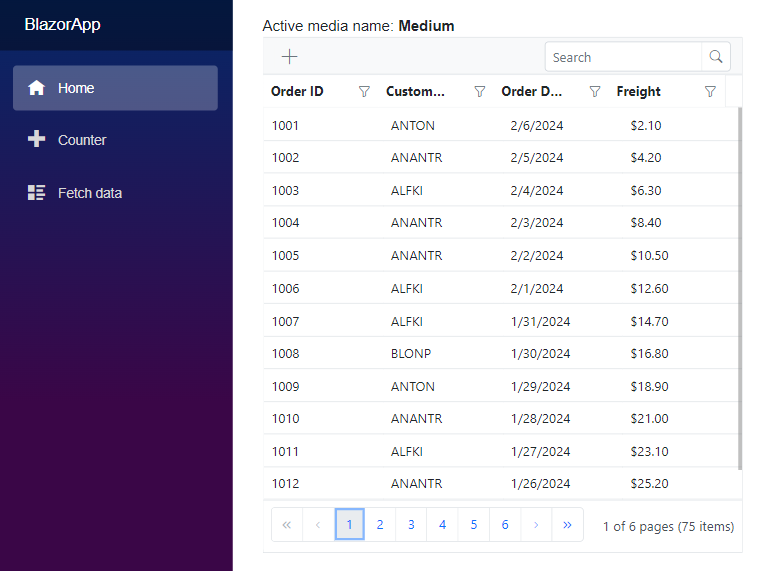 BlazorApp
Home
Counter
Fetch data
Active media name: Medium
Search
Order ID Custom... Order D... Freight
1001 ANTON 2/6/2024 $2.10
1002 ANANTR 2/5/2024 $4.20
1003 ALFKI 2/4/2024 $6.30
1004 ANANTR 2/3/2024 $8.40
1005 ANANTR 2/2/2024 $10.50
1006 ALFKI 2/1/2024 $12.60
1007 ALFKI 1/31/2024 $14.70
1008 BLONP 1/30/2024 $16.80
1009 ANTON 1/29/2024 $18.90
1010 ANANTR 1/28/2024 $21.00
1011 ALFKI 1/27/2024 $23.10
1012 ANANTR 1/26/2024 $25.20
« ‹ 1 2 3 4 5 6 › » 1 of 6 pages (75 items)